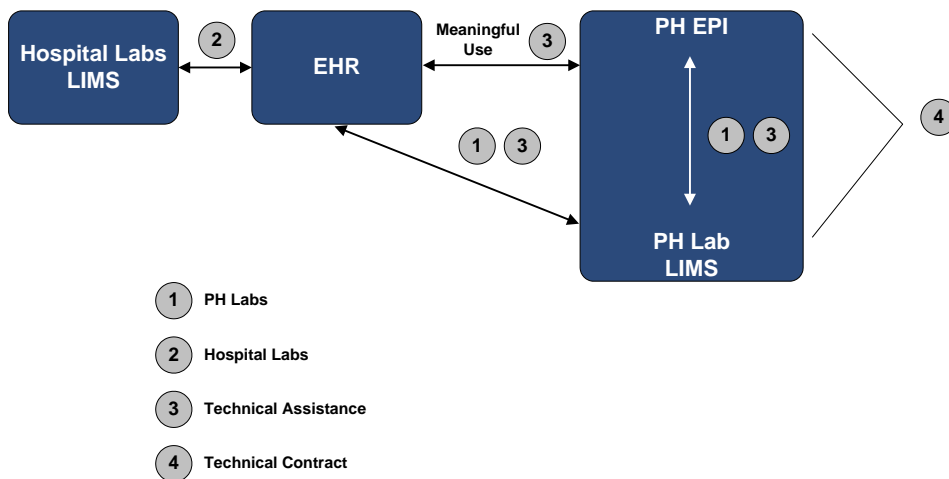 Hospital Labs
LIMS
2
EHR
Meaningful
Use
3
PH EPI
1
3
1
3
4
PH Lab
LIMS
1 PH Labs
2 Hospital Labs
3 Technical Assistance
4 Technical Contract